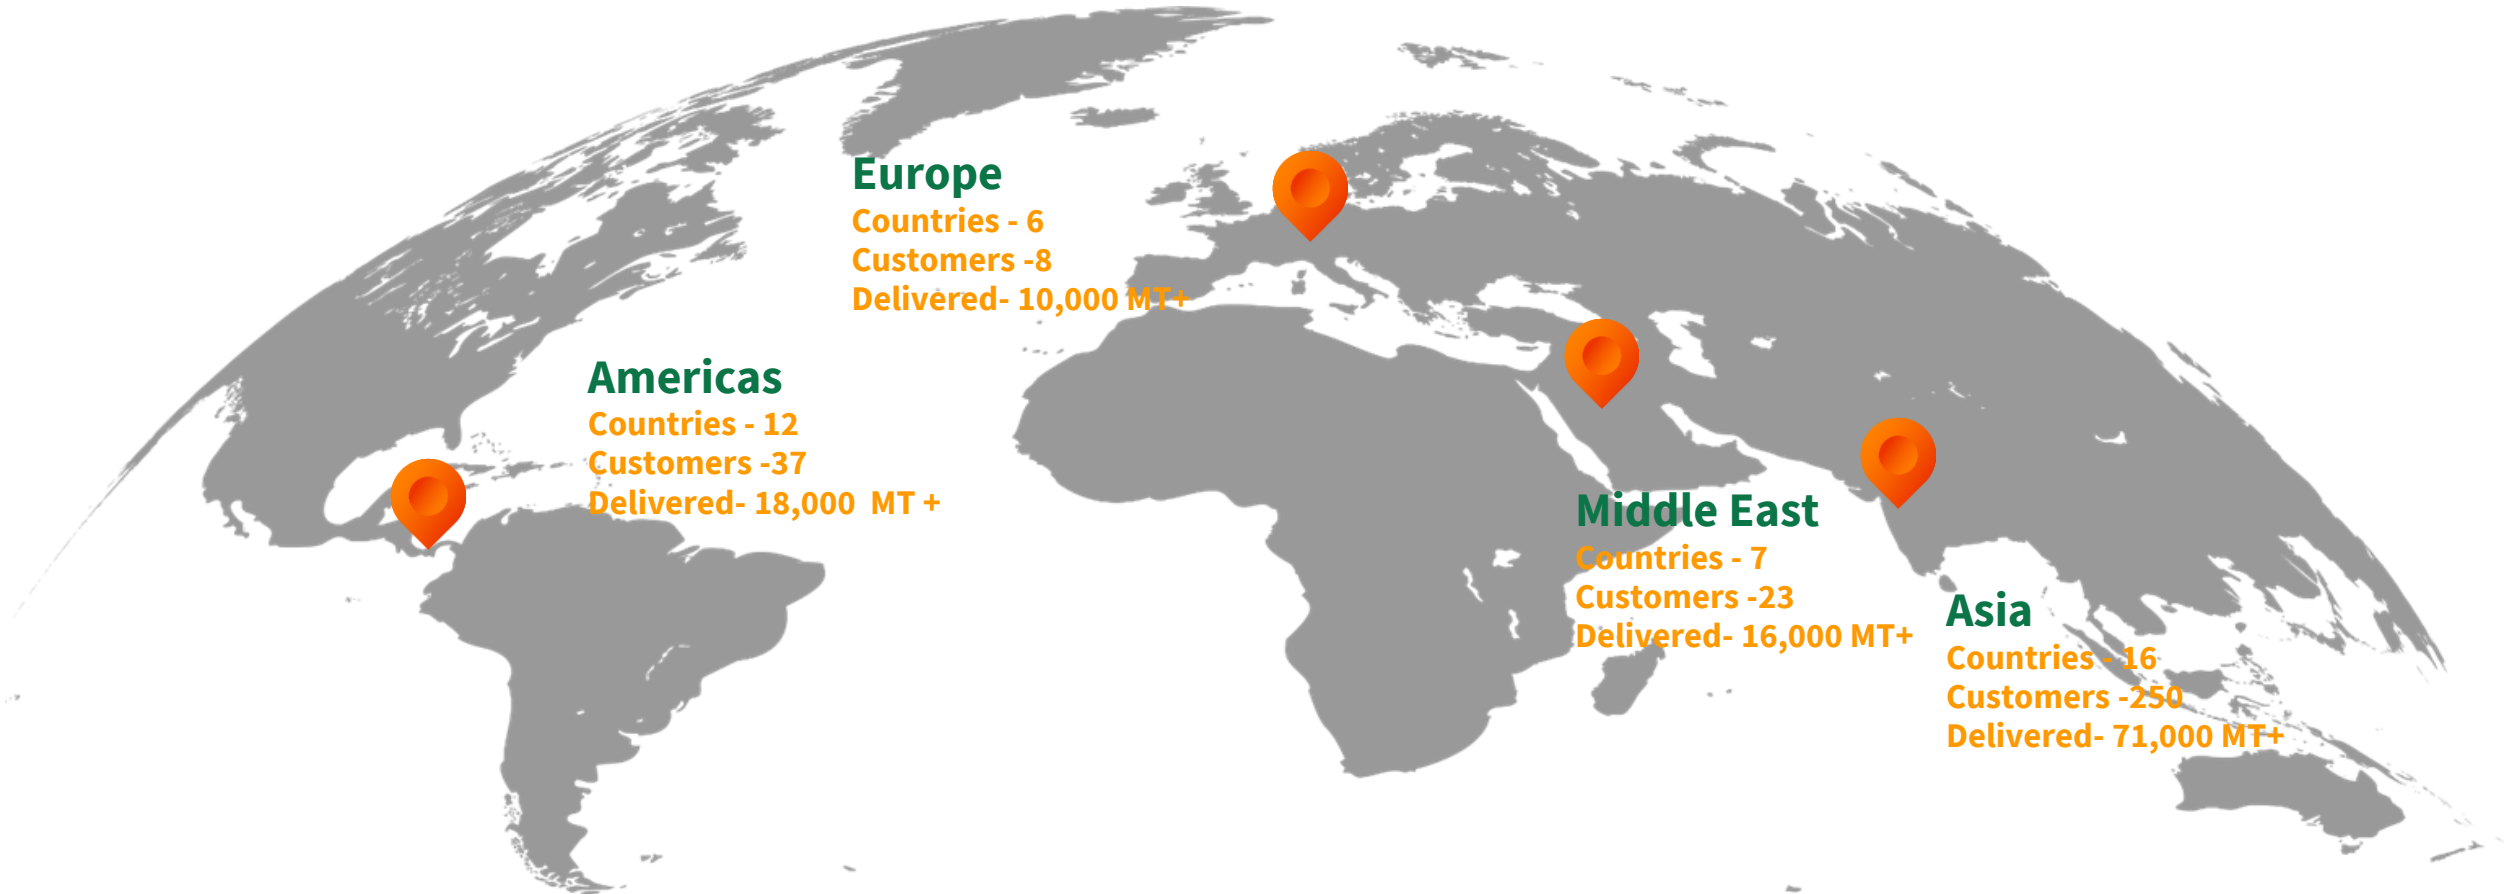 Europe
Countries - 6
Customers -8
Delivered- 10,000 MT+
Americas
Countries - 12
Customers -37
Delivered- 18,000  MT +
Middle East
Countries - 7
Customers -23
Delivered- 16,000 MT+
Asia
Countries - 16
Customers -250
Delivered- 71,000 MT+